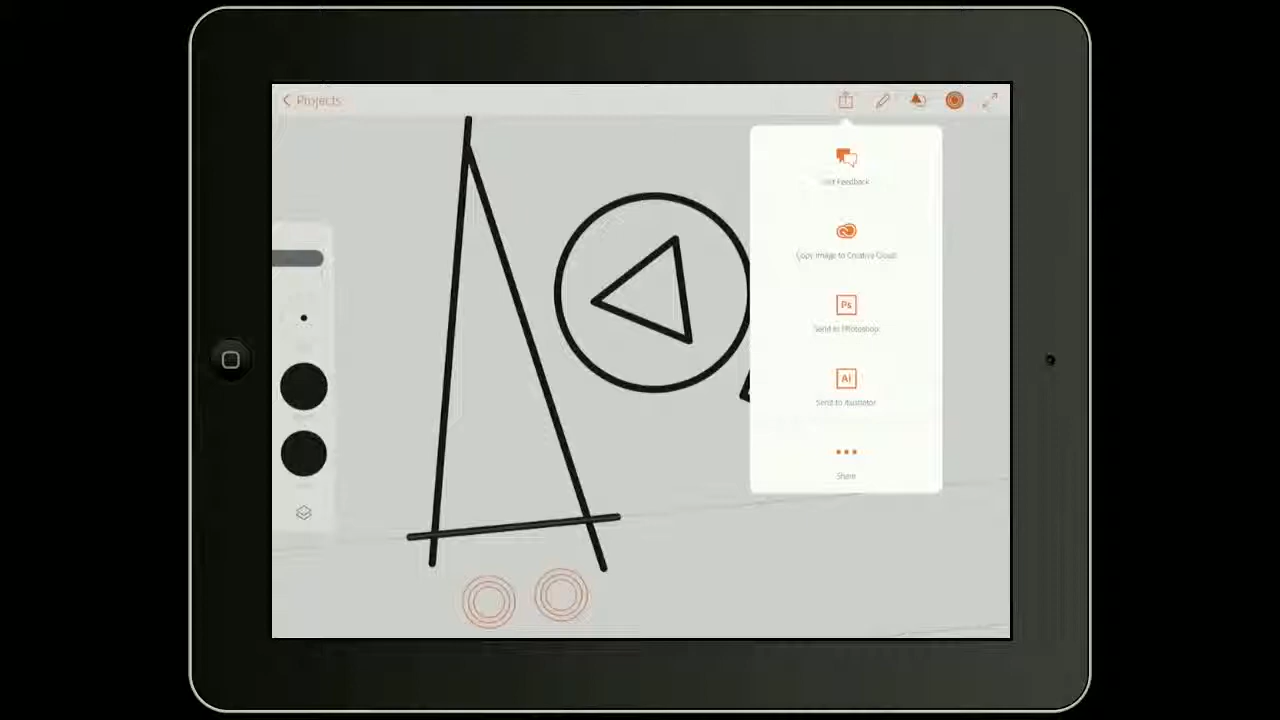 Projects
Feedback
Copy Image to Creative Cloud
Ps
Send to Photoshop
Ai
Send to Illustrator
Share